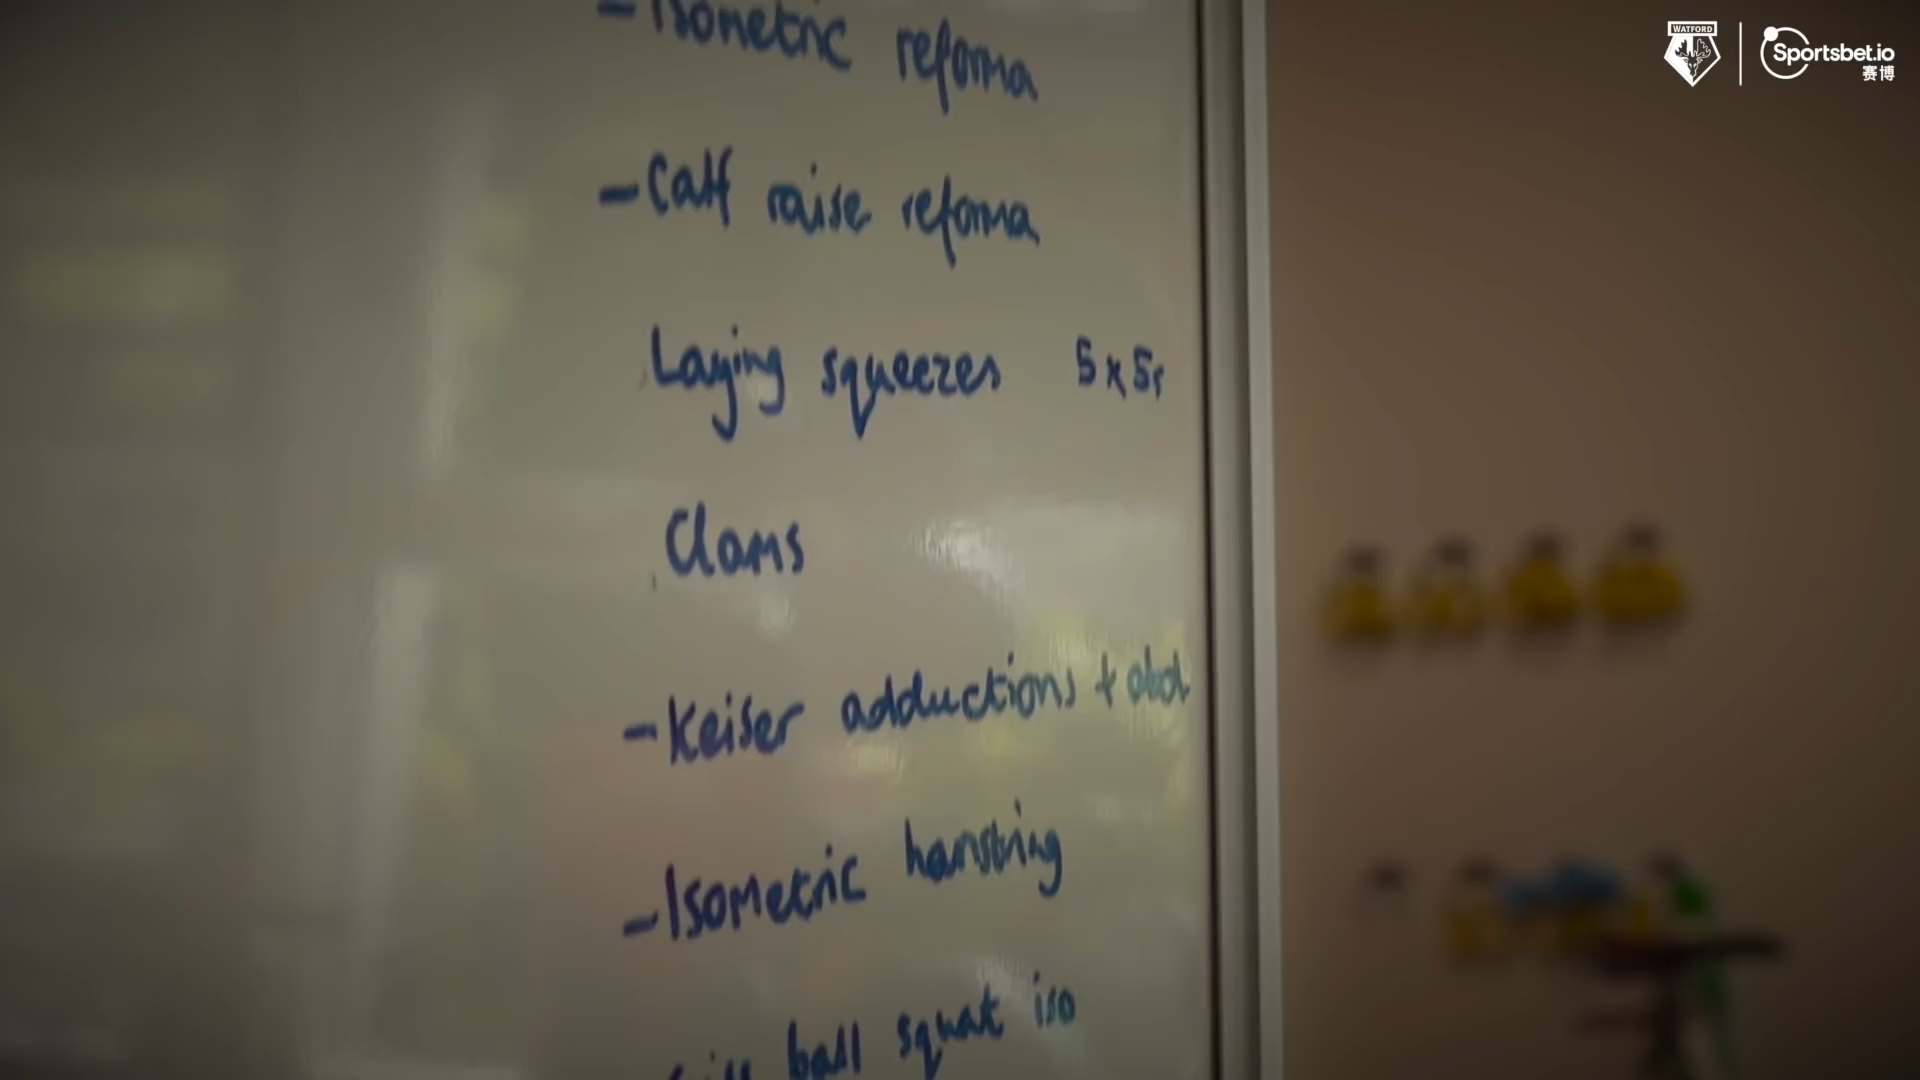 WATFORD
Sportsbet.io
赛博
- Isometric reforma
- Calf raise reforma
Laying squeezes 5x5s
Clams
- Keiser adductions + abd
- Isometric hamstring
ball squat iso